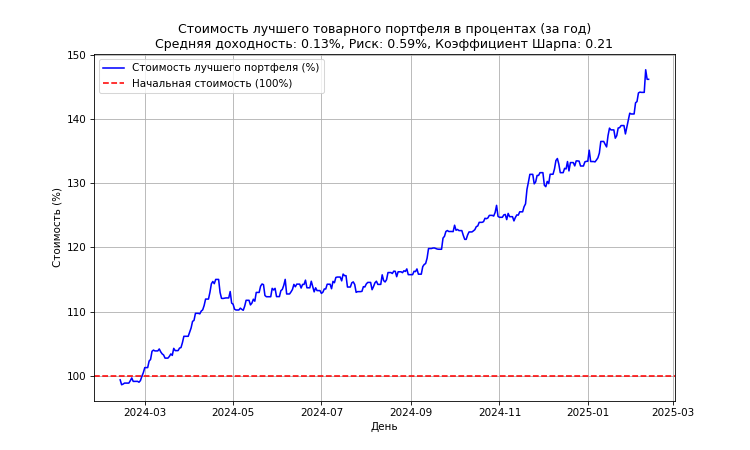 Стоимость лучшего товарного портфеля в процентах (за год)
Средняя доходность: 0.13%, Риск: 0.59%, Коэффициент Шарпа: 0.21
Стоимость лучшего портфеля (%)
Начальная стоимость (100%)
Стоимость (%)
150
140
130
120
110
100
2024-03
2024-05
2024-07
2024-09
2024-11
2025-01
2025-03
День